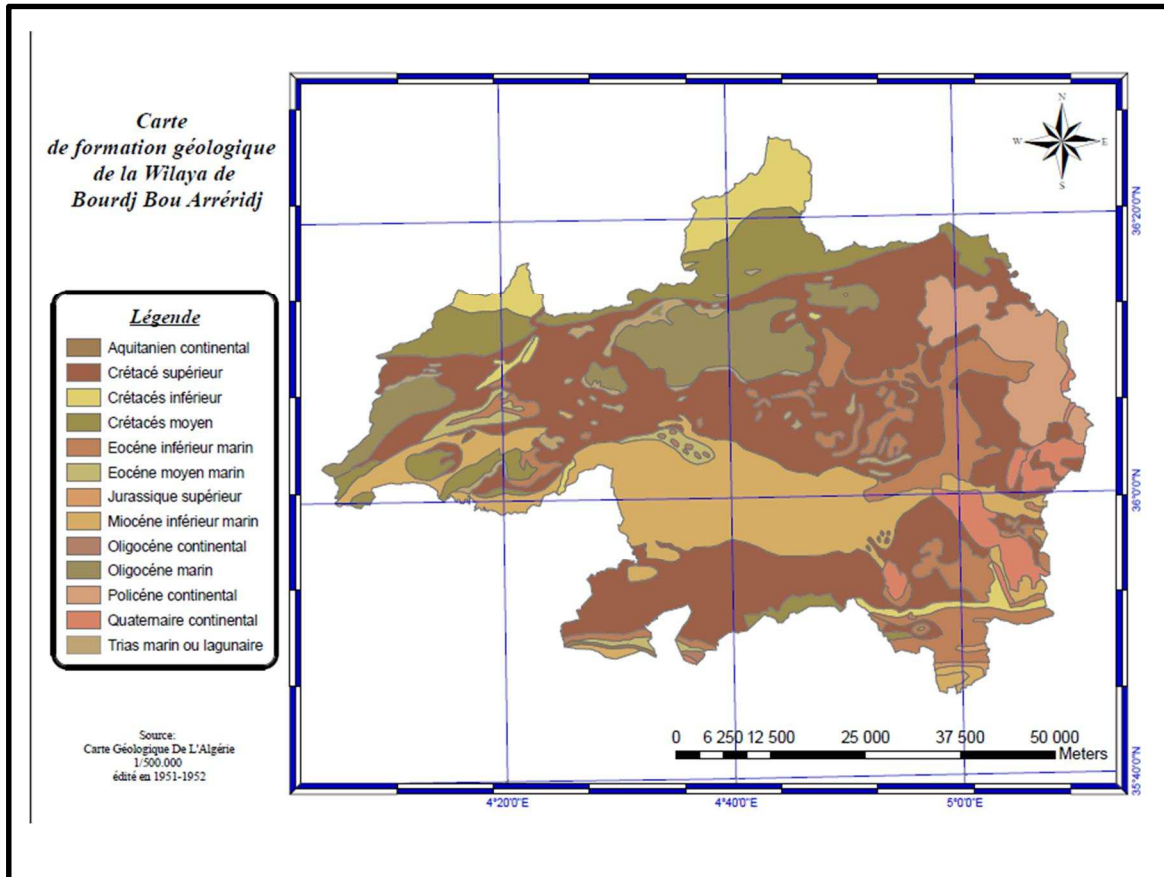 Carte
de formation géologique
de la Wilaya de
Bourdj Bou Arréridj
Légende
Aquitanien continental
Crétacé supérieur
Crétacés inférieur
Crétacés moyen
Eocéne inférieur marin
Eocéne moyen marin
Jurassique supérieur
Miocéne inférieur marin
Oligocéne continental
Oligocéne marin
Policéne continental
Quaternaire continental
Trias marin ou lagunaire
Source:
Carte Géologique De L'Algérie
1/500.000
édité en 1951-1952
N
W
E
S
36°20'0"N
36°0'0"N
35°40'0"N
0 6 250 12 500 25 000 37 500 50 000
Meters
4°20'0"E 4°40'0"E 5°0'0"E